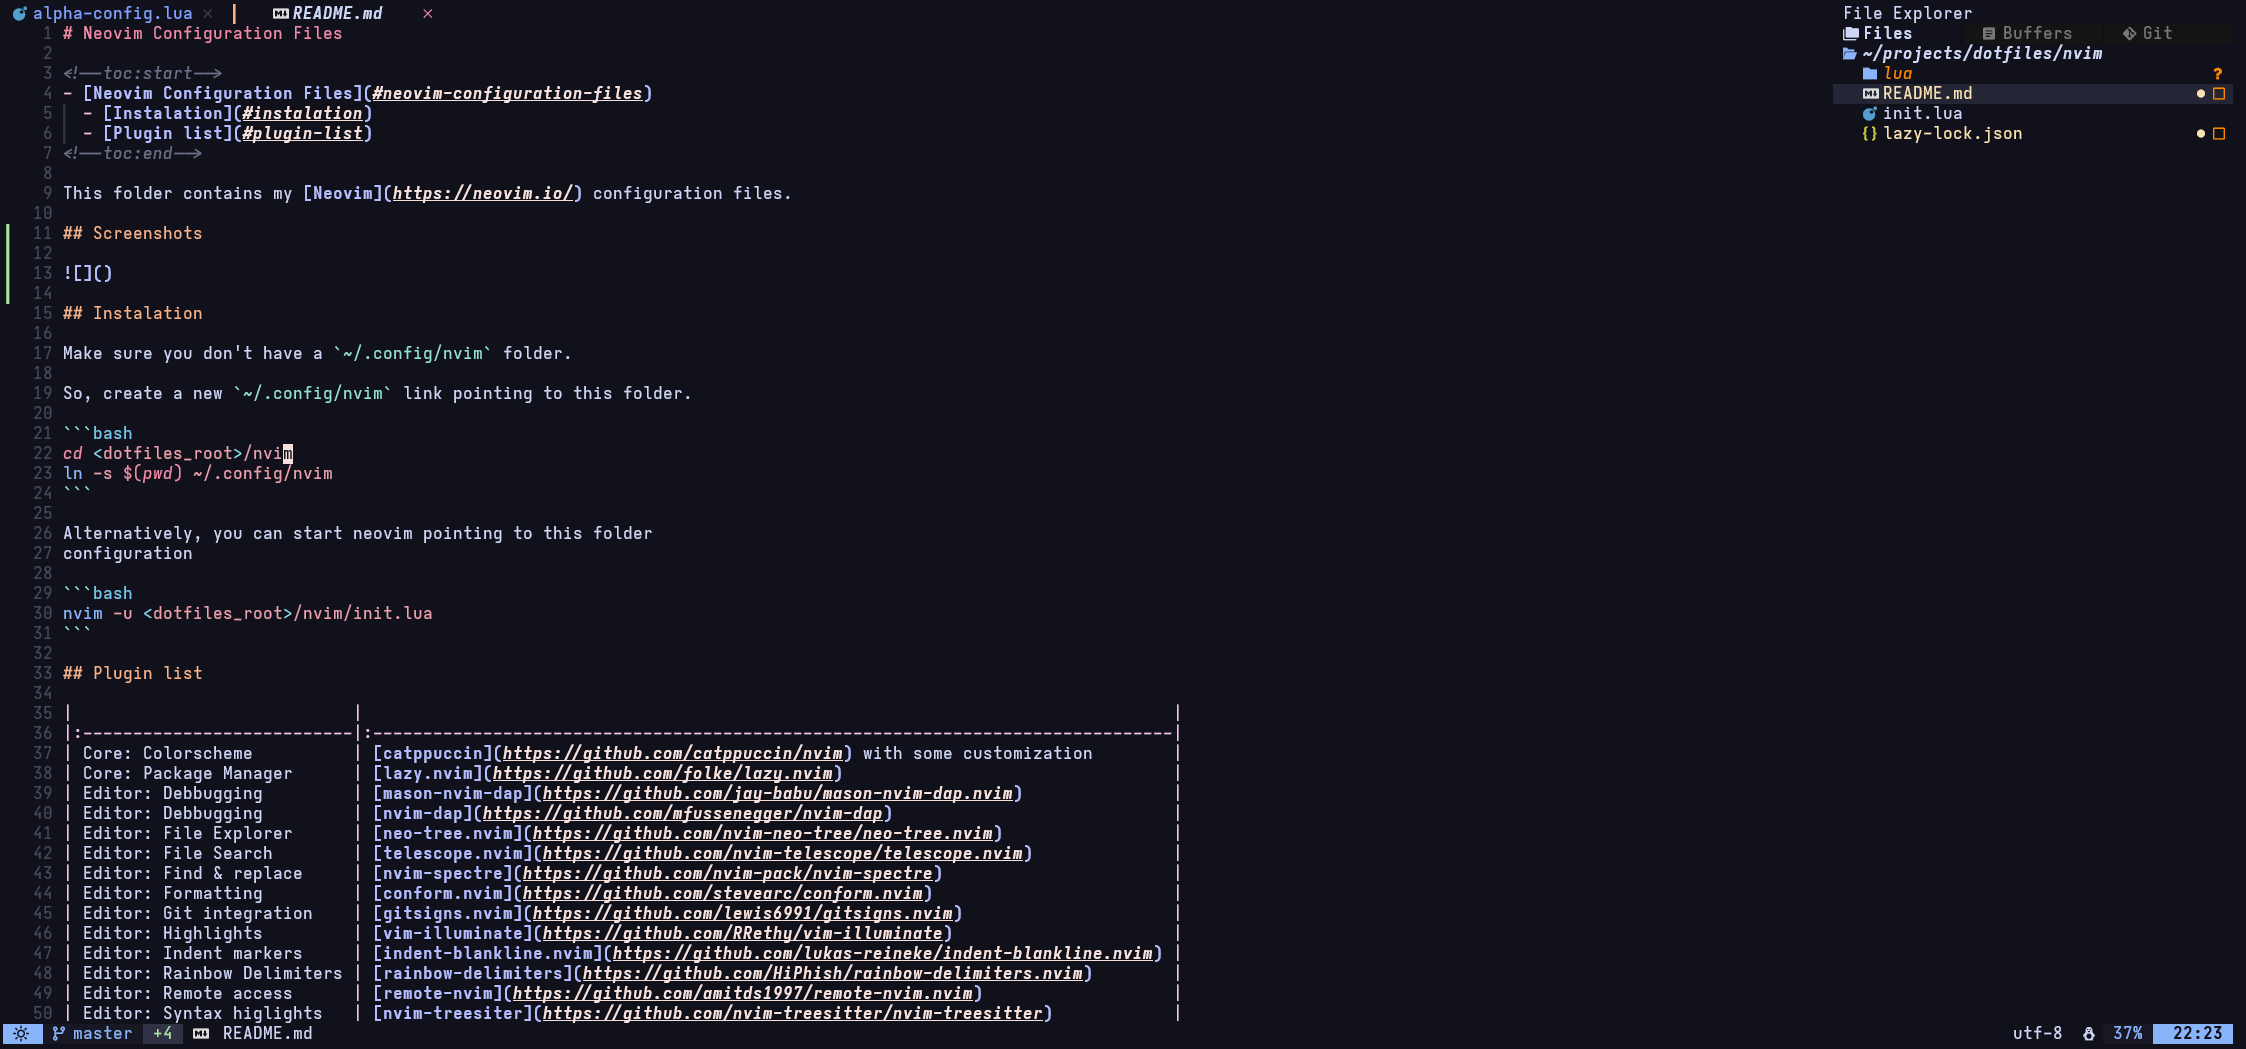 alpha-config.lua × README.md ×
1 # Neovim Configuration Files
2
3 <!--toc:start-->
4 - [Neovim Configuration Files](#neovim-configuration-files)
5 - [Instalation](#instalation)
6 - [Plugin list](#plugin-list)
7 <!--toc:end-->
8
9 This folder contains my [Neovim](https://neovim.io/) configuration files.
10
11 ## Screenshots
12
13 ![]()
14
15 ## Instalation
16
17 Make sure you don't have a `~/.config/nvim` folder.
18
19 So, create a new `~/.config/nvim` link pointing to this folder.
20
21 ```bash
22 cd <dotfiles_root>/nvim
23 ln -s $(pwd) ~/.config/nvim
24 ```
25
26 Alternatively, you can start neovim pointing to this folder
27 configuration
28
29 ```bash
30 nvim -u <dotfiles_root>/nvim/init.lua
31 ```
32
33 ## Plugin list
34
35 | | |
36 |:---------------------------|:--------------------------------------------------------------------------------|
37 | Core: Colorscheme | [catppuccin](https://github.com/catppuccin/nvim) with some customization |
38 | Core: Package Manager | [lazy.nvim](https://github.com/folke/lazy.nvim) |
39 | Editor: Debbugging | [mason-nvim-dap](https://github.com/jay-babu/mason-nvim-dap.nvim) |
40 | Editor: Debbugging | [nvim-dap](https://github.com/mfussenegger/nvim-dap) |
41 | Editor: File Explorer | [neo-tree.nvim](https://github.com/nvim-neo-tree/neo-tree.nvim) |
42 | Editor: File Search | [telescope.nvim](https://github.com/nvim-telescope/telescope.nvim) |
43 | Editor: Find & replace | [nvim-spectre](https://github.com/nvim-pack/nvim-spectre) |
44 | Editor: Formatting | [conform.nvim](https://github.com/stevearc/conform.nvim) |
45 | Editor: Git integration | [gitsigns.nvim](https://github.com/lewis6991/gitsigns.nvim) |
46 | Editor: Highlights | [vim-illuminate](https://github.com/RRethy/vim-illuminate) |
47 | Editor: Indent markers | [indent-blankline.nvim](https://github.com/lukas-reineke/indent-blankline.nvim) |
48 | Editor: Rainbow Delimiters | [rainbow-delimiters](https://github.com/HiPhish/rainbow-delimiters.nvim) |
49 | Editor: Remote access | [remote-nvim](https://github.com/amitds1997/remote-nvim.nvim) |
50 | Editor: Syntax higlights | [nvim-treesiter](https://github.com/nvim-treesitter/nvim-treesitter) |
File Explorer
Files Buffers Git
~/projects/dotfiles/nvim
lua ?
README.md
init.lua
{} lazy-lock.json
master +4 README.md utf-8 37% 22:23